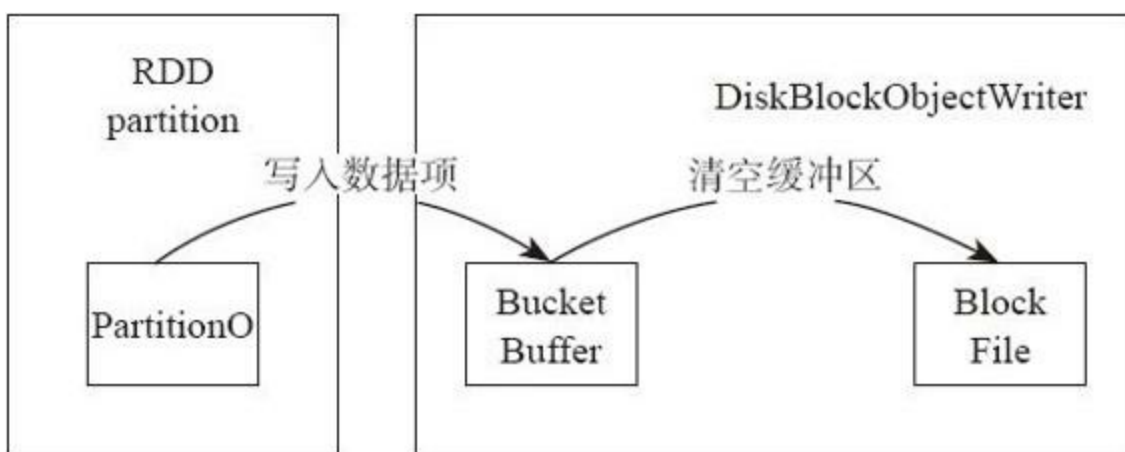 RDD
partition
DiskBlockObjectWriter
写入数据项
清空缓冲区
PartitionO
Bucket
Buffer
Block
File